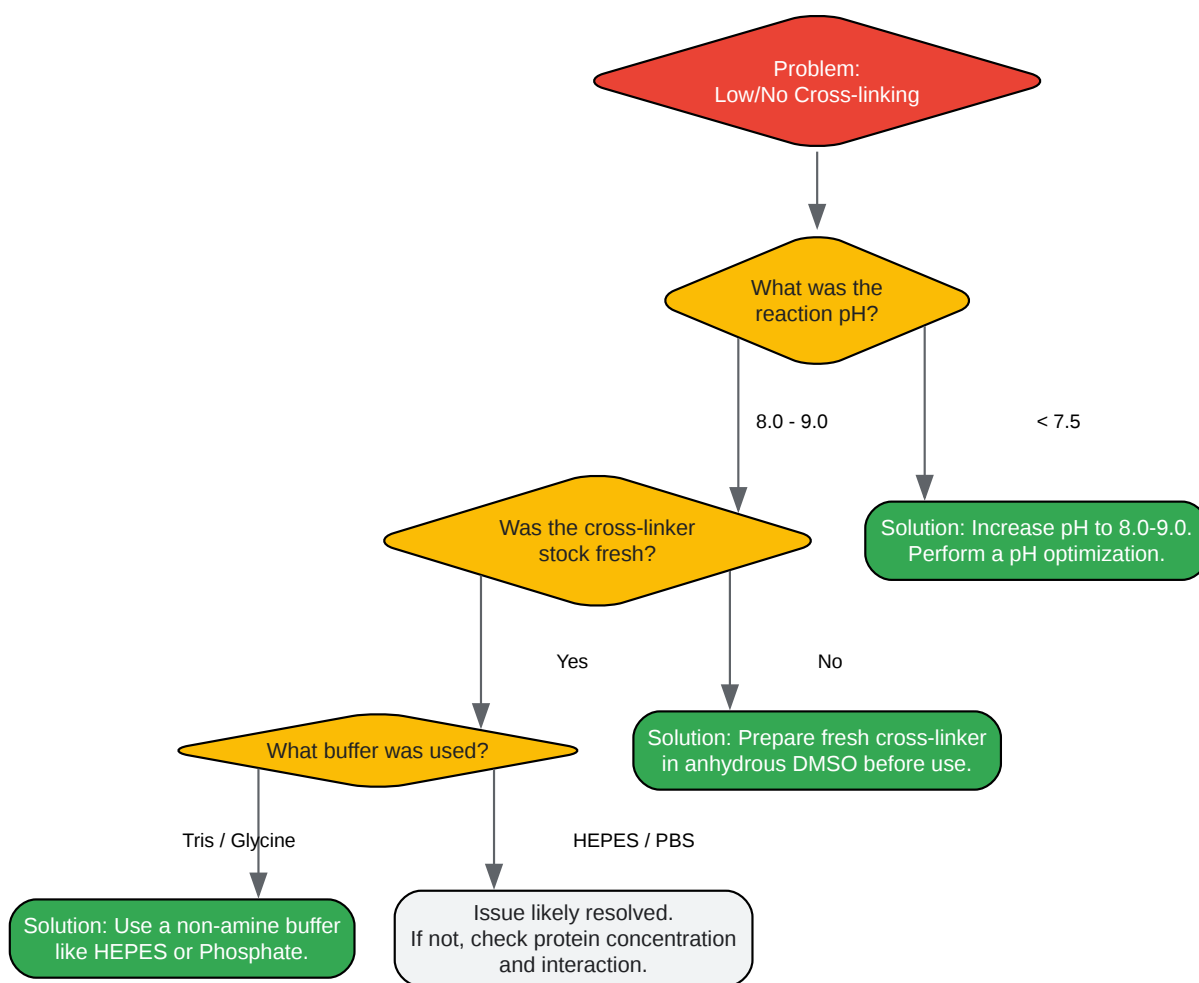 Problem:
Low/No Cross-linking
What was the
reaction pH?
8.0 - 9.0
< 7.5
Was the cross-linker
stock fresh?
Solution: Increase pH to 8.0-9.0.
Perform a pH optimization.
Yes
No
What buffer was used?
Solution: Prepare fresh cross-linker
in anhydrous DMSO before use.
Tris / Glycine
HEPES / PBS
Solution: Use a non-amine buffer
like HEPES or Phosphate.
Issue likely resolved.
If not, check protein concentration
and interaction.